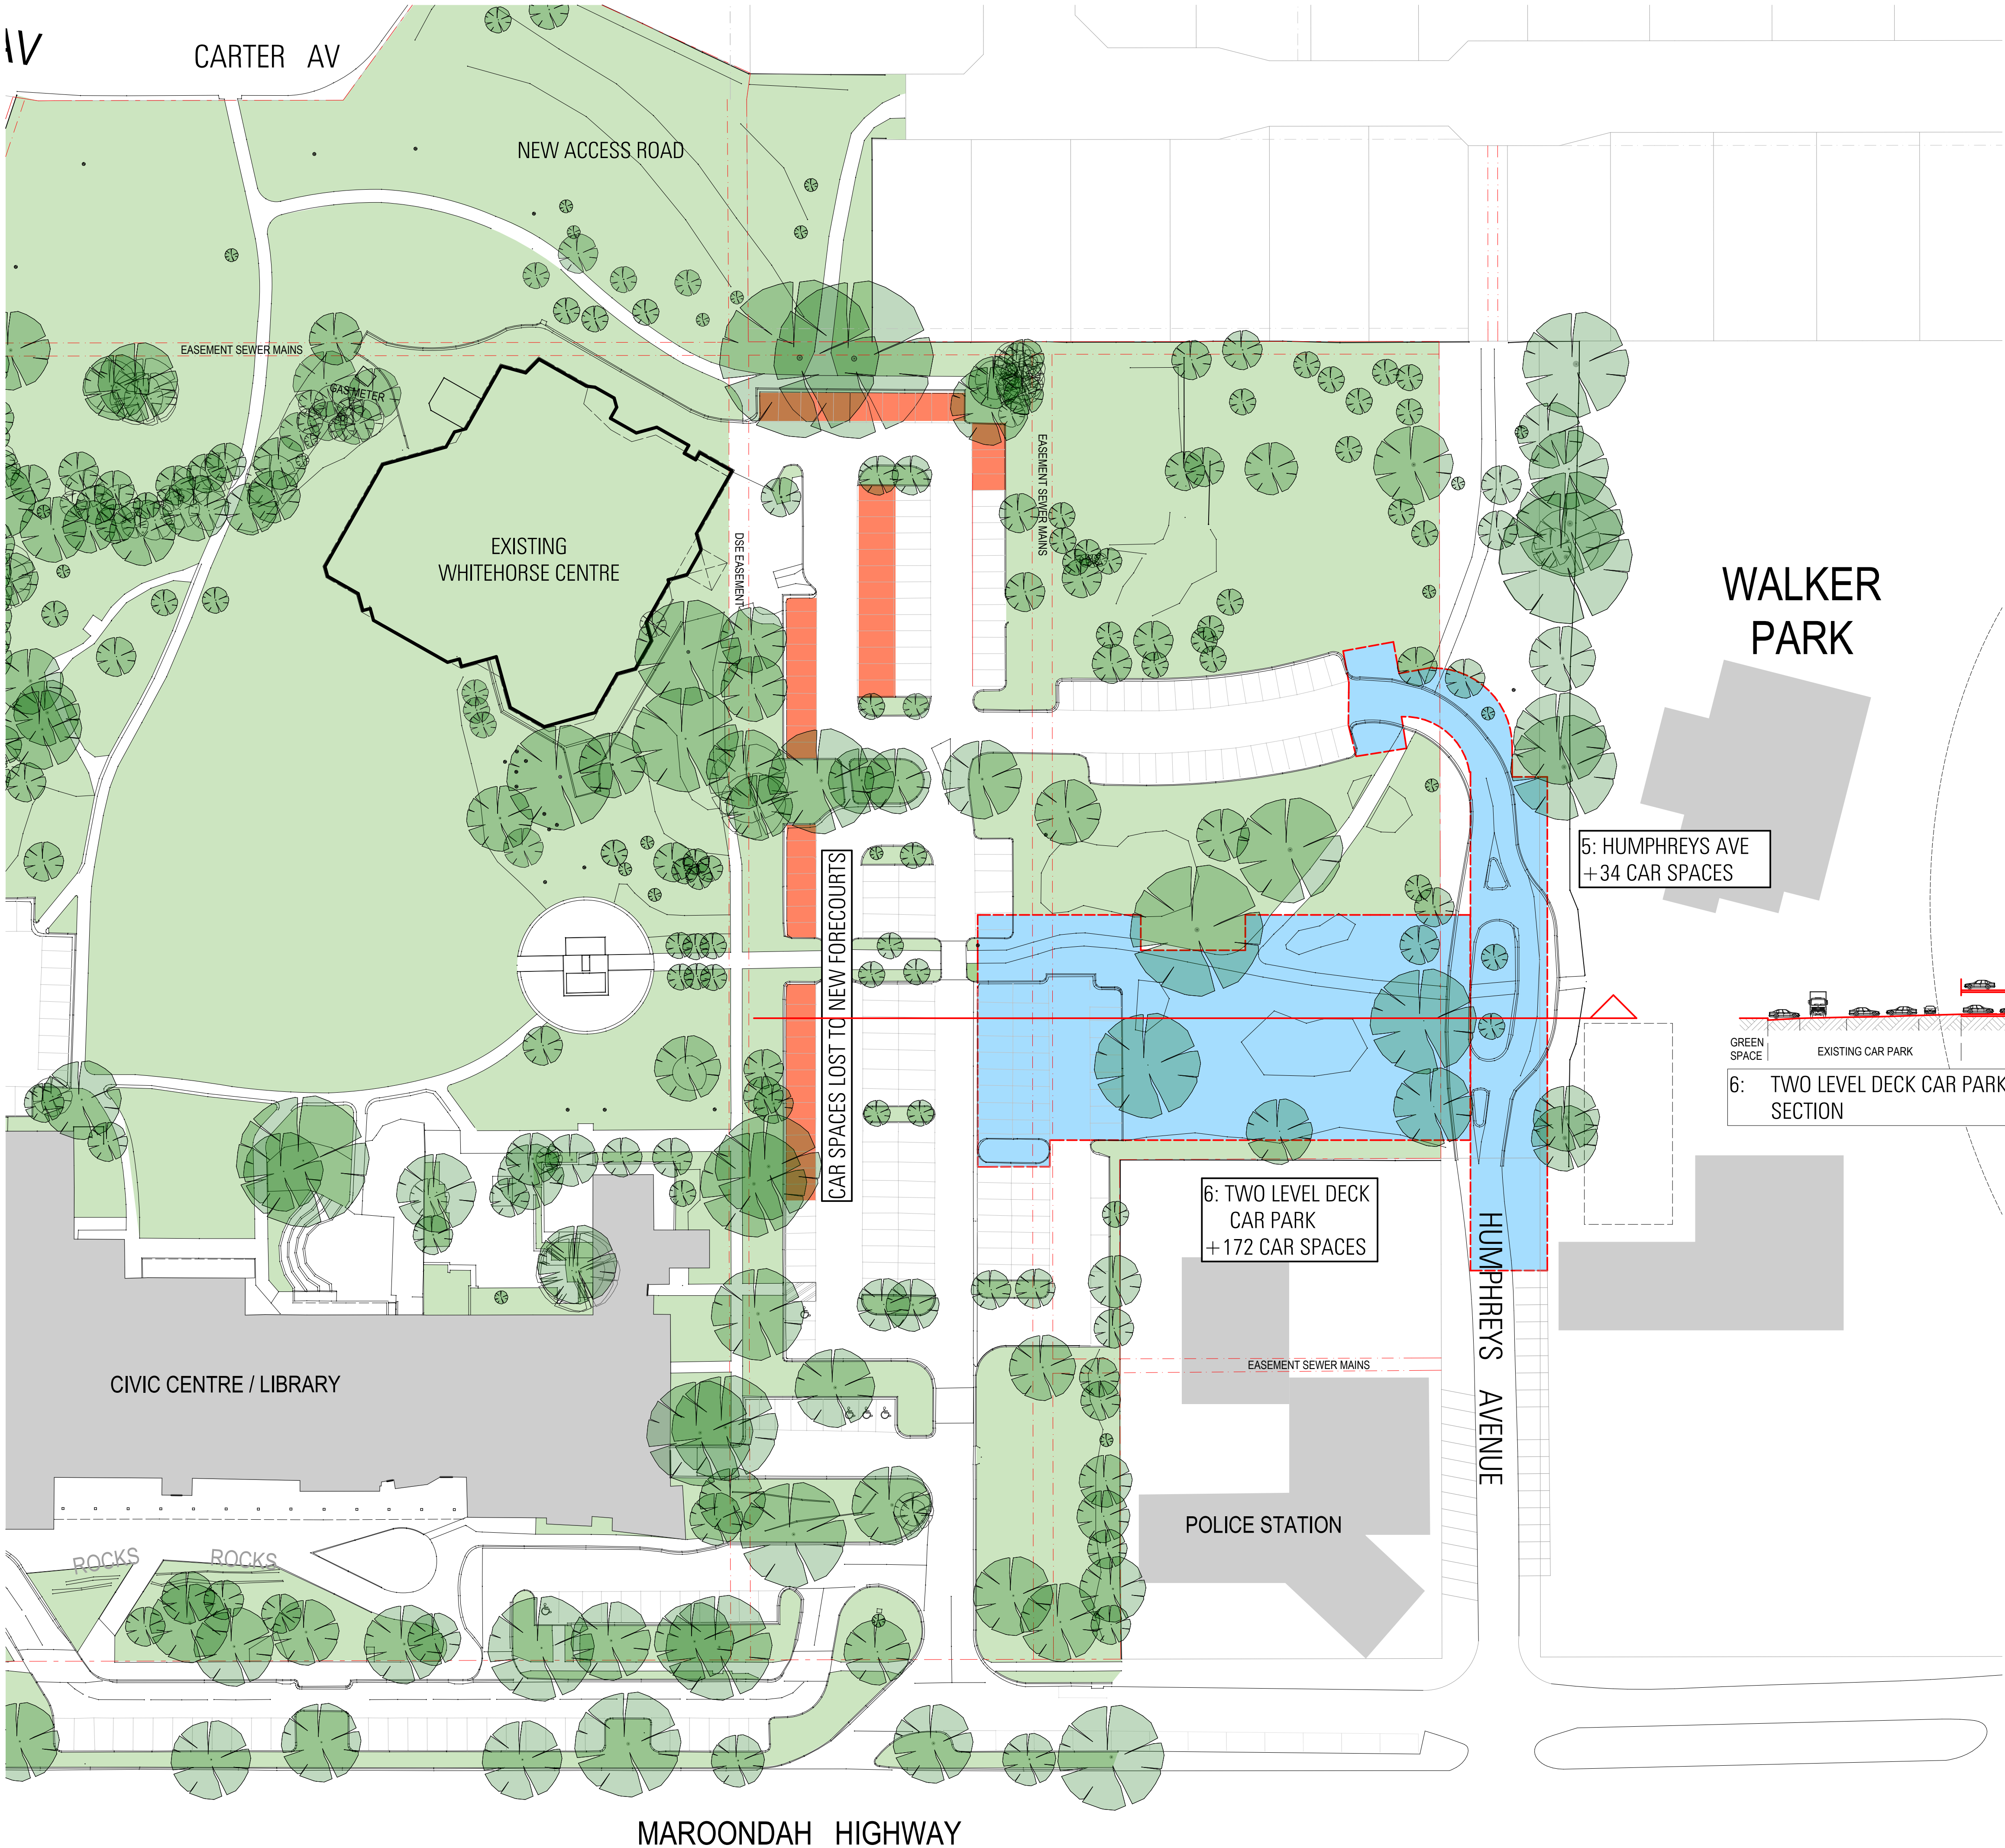 AV
CARTER AV
NEW ACCESS ROAD
EASEMENT SEWER MAINS
GAS METER
EASEMENT SEWER MAINS
EXISTING
WHITEHORSE CENTRE
DSE EASEMENT
WALKER
PARK
5: HUMPHREYS AVE
+34 CAR SPACES
CAR SPACES LOST TO NEW FORECOURTS
GREEN
SPACE
EXISTING CAR PARK
6: TWO LEVEL DECK CAR PARK
SECTION
6: TWO LEVEL DECK
CAR PARK
+172 CAR SPACES
HUMPHREYS AVENUE
EASEMENT SEWER MAINS
CIVIC CENTRE / LIBRARY
POLICE STATION
ROCKS
ROCKS
MAROONDAH HIGHWAY